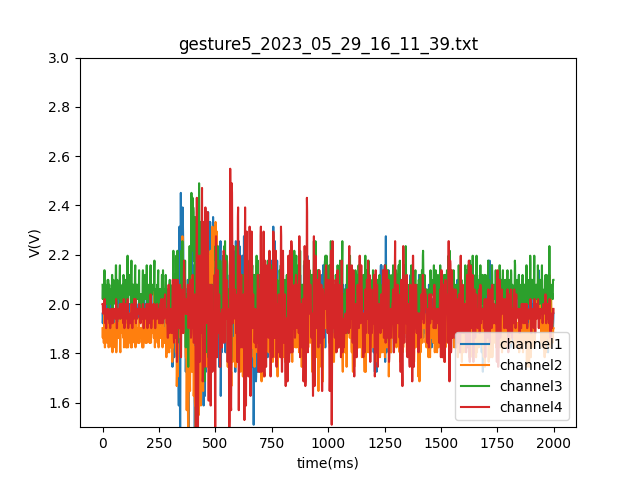 gesture5_2023_05_29_16_11_39.txt
3.0
2.8
2.6
2.4
2.2
2.0
1.8
1.6
V(V)
channel1
channel2
channel3
channel4
0 250 500 750 1000 1250 1500 1750 2000
time(ms)